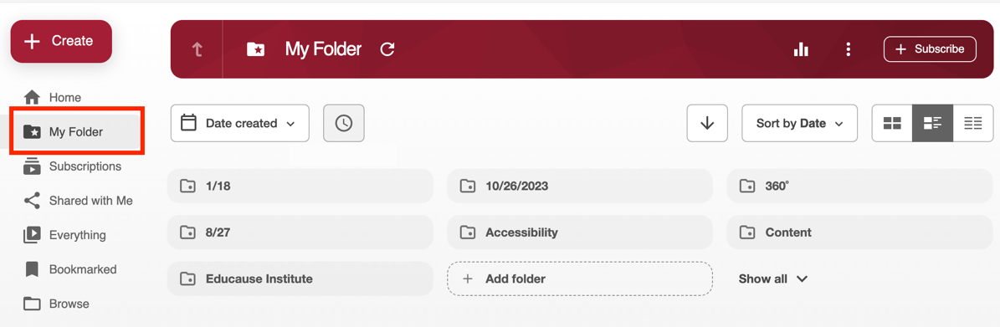 Create
Home
My Folder
Subscriptions
Shared with Me
Everything
Bookmarked
Browse
My Folder
Subscribe
Date created
Sort by Date
1/18
10/26/2023
360°
8/27
Accessibility
Content
Educause Institute
Add folder
Show all